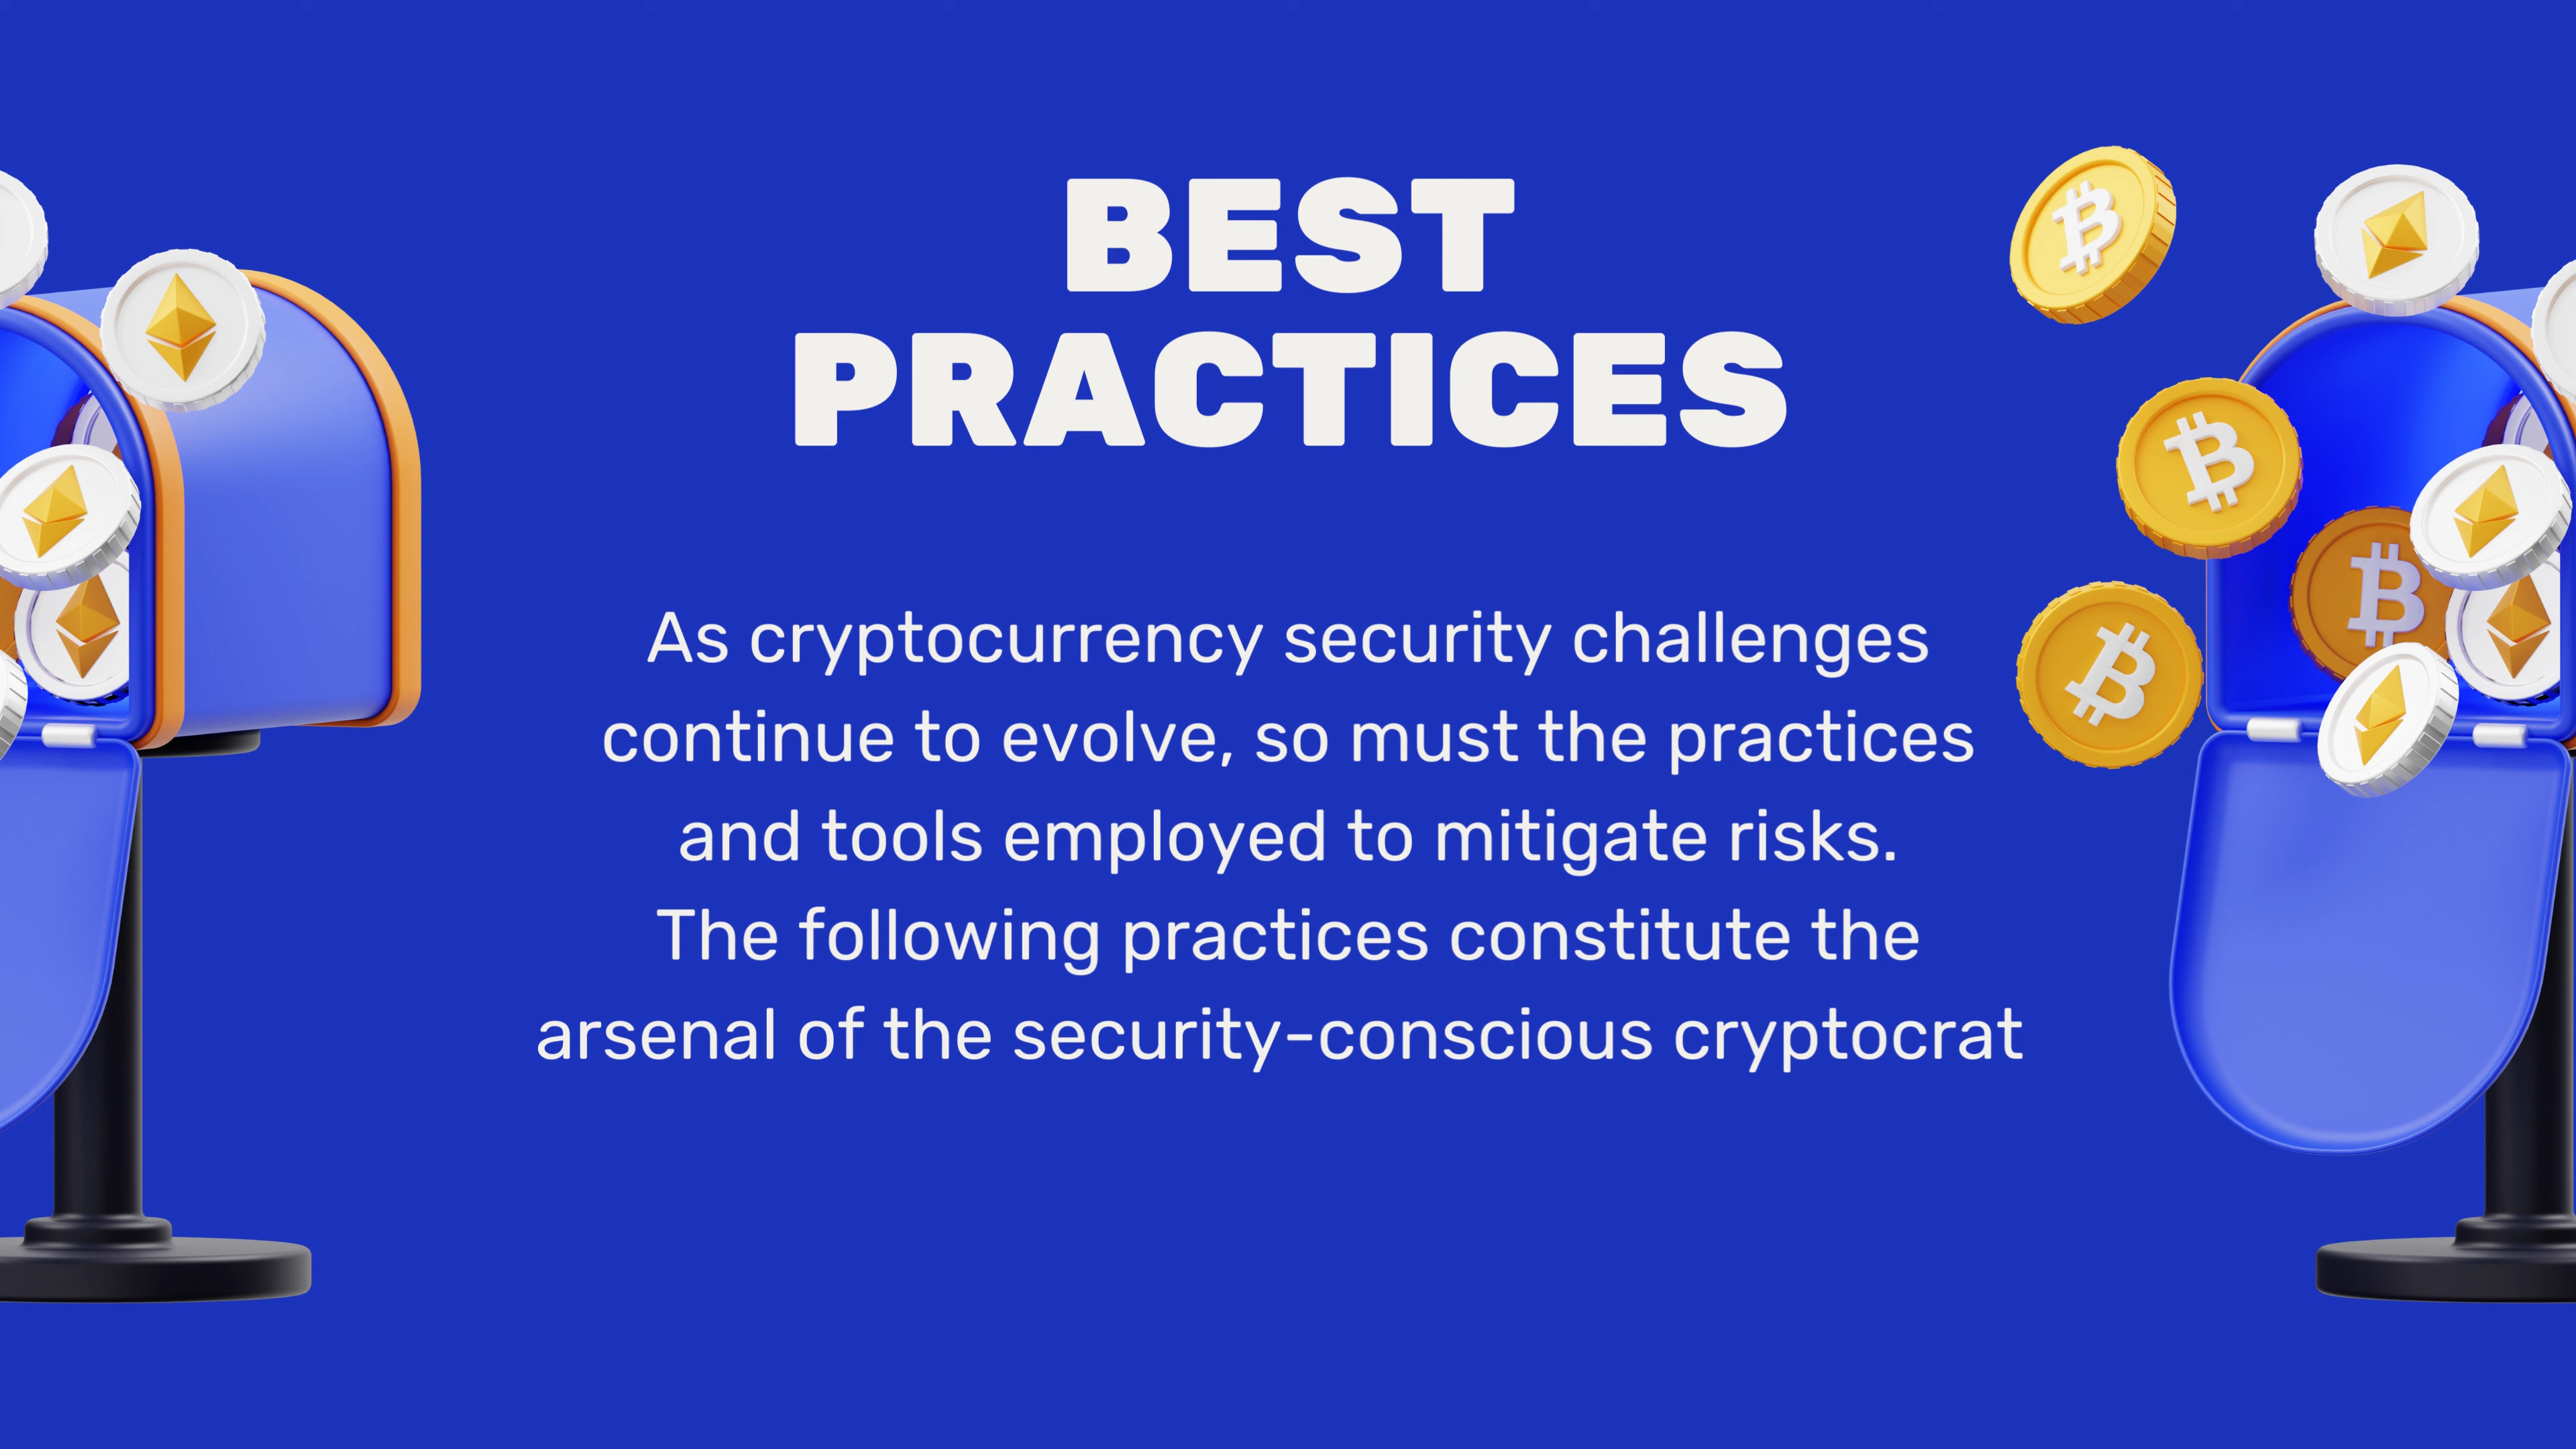 BEST
PRACTICES
As cryptocurrency security challenges
continue to evolve, so must the practices
and tools employed to mitigate risks.
The following practices constitute the
arsenal of the security-conscious cryptocrat